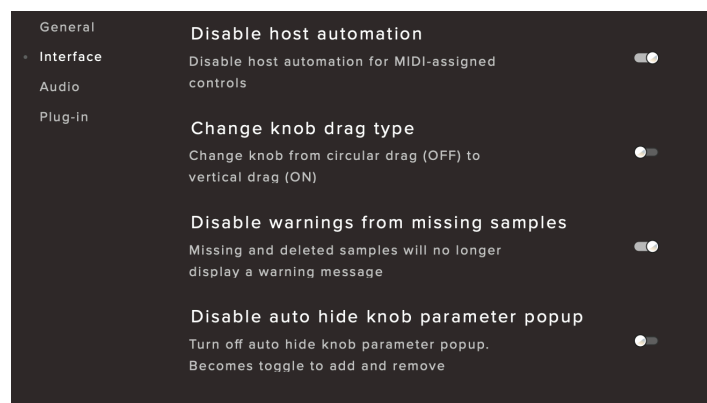 General
Interface
Audio
Plug-in
Disable host automation
Disable host automation for MIDI-assigned
controls
Change knob drag type
Change knob from circular drag (OFF) to
vertical drag (ON)
Disable warnings from missing samples
Missing and deleted samples will no longer
display a warning message
Disable auto hide knob parameter popup
Turn off auto hide knob parameter popup.
Becomes toggle to add and remove